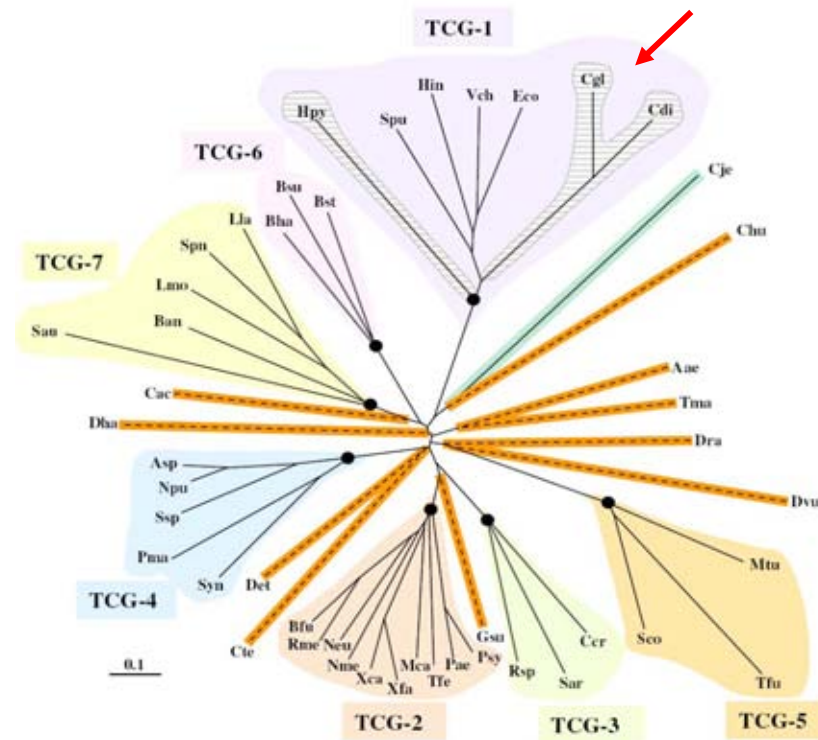 TCG-1
Hin
Vch
Eco
Cgl
Hpy
Spu
Cdi
TCG-6
Cje
Bsu
Bst
Lla
Bha
Chu
Spn
TCG-7
Lmo
Ban
Sau
Aae
Cac
Tma
Dha
Dra
Asp
Npu
Dvu
Ssp
Pma
Mtu
Syn
Det
TCG-4
Bfu
Gsu
Ccr
Sco
Rme
Neu
Cte
Nme
Mca
Pae
Psy
Rsp
Sar
Xca
Tfe
Xfa
Tfu
0.1
TCG-2
TCG-3
TCG-5